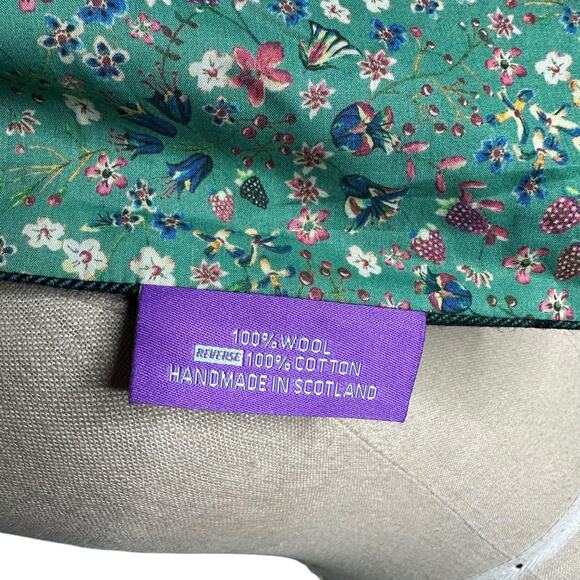 100% WOOL
REVERSE 100% COTTON
HANDMADE IN SCOTLAND